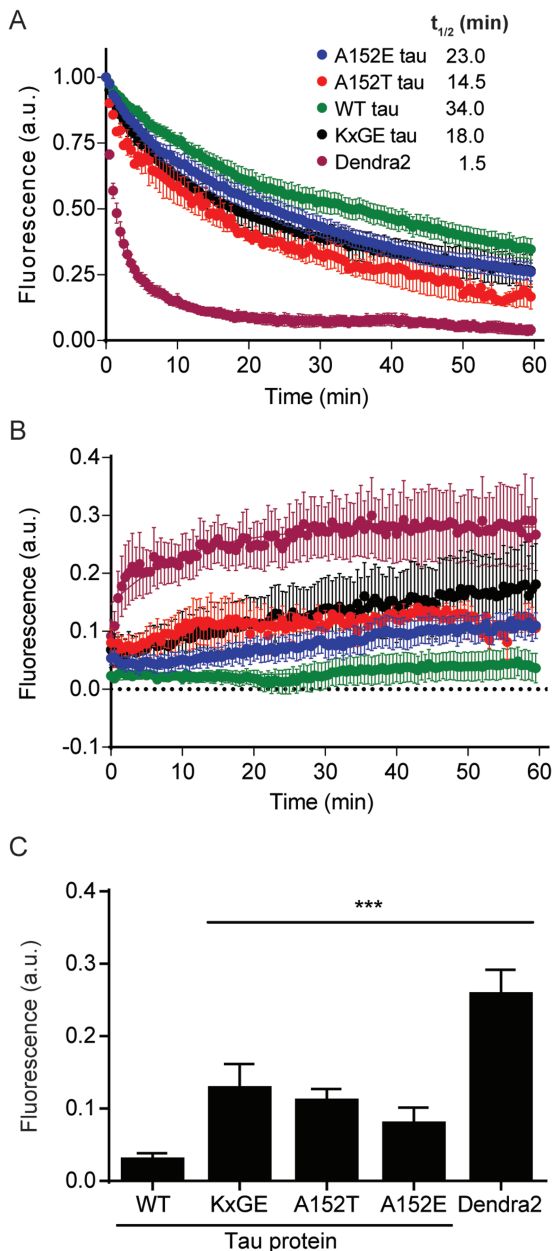 A
t1/2 (min)
A152E tau 23.0
A152T tau 14.5
WT tau 34.0
KxGE tau 18.0
Dendra2 1.5
Fluorescence (a.u.)
1.00
0.75
0.50
0.25
0.00
0 10 20 30 40 50 60
Time (min)
B
Fluorescence (a.u.)
0.4
0.3
0.2
0.1
0.0
-0.1
0 10 20 30 40 50 60
Time (min)
C
Fluorescence (a.u.)
0.4
0.3
0.2
0.1
0.0
***
WT KxGE A152T A152E Dendra2
Tau protein